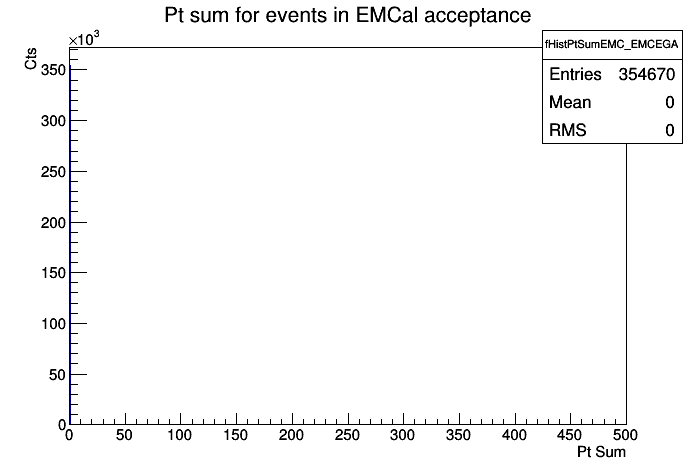 Pt sum for events in EMCal acceptance
×10³
Cts
fHistPtSumEMC_EMCEGA
Entries 354670
Mean 0
RMS 0
350
300
250
200
150
100
50
0
0 50 100 150 200 250 300 350 400 450 500
Pt Sum